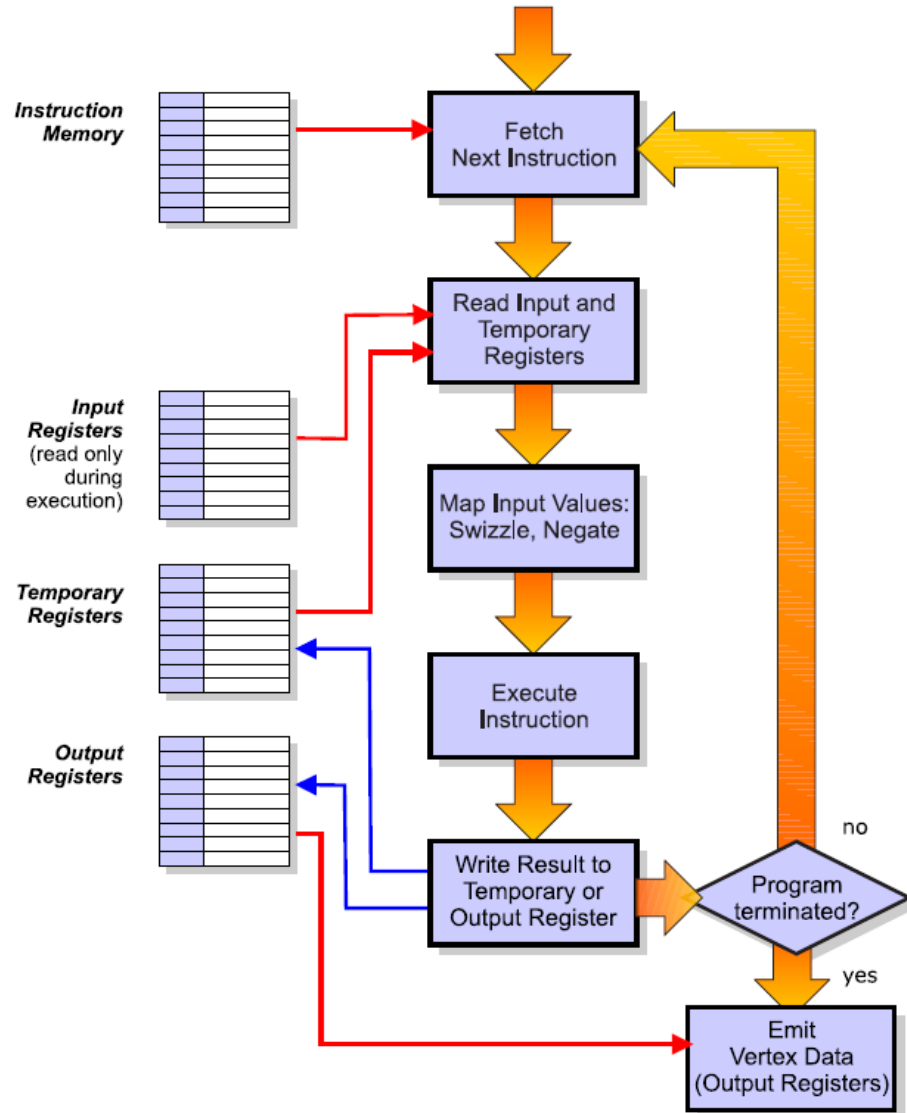 Instruction
Memory
Fetch
Next Instruction
Read Input and
Temporary
Registers
Input
Registers
(read only
during
execution)
Map Input Values:
Swizzle, Negate
Temporary
Registers
Execute
Instruction
Output
Registers
Write Result to
Temporary or
Output Register
no
Program
terminated?
yes
Emit
Vertex Data
(Output Registers)